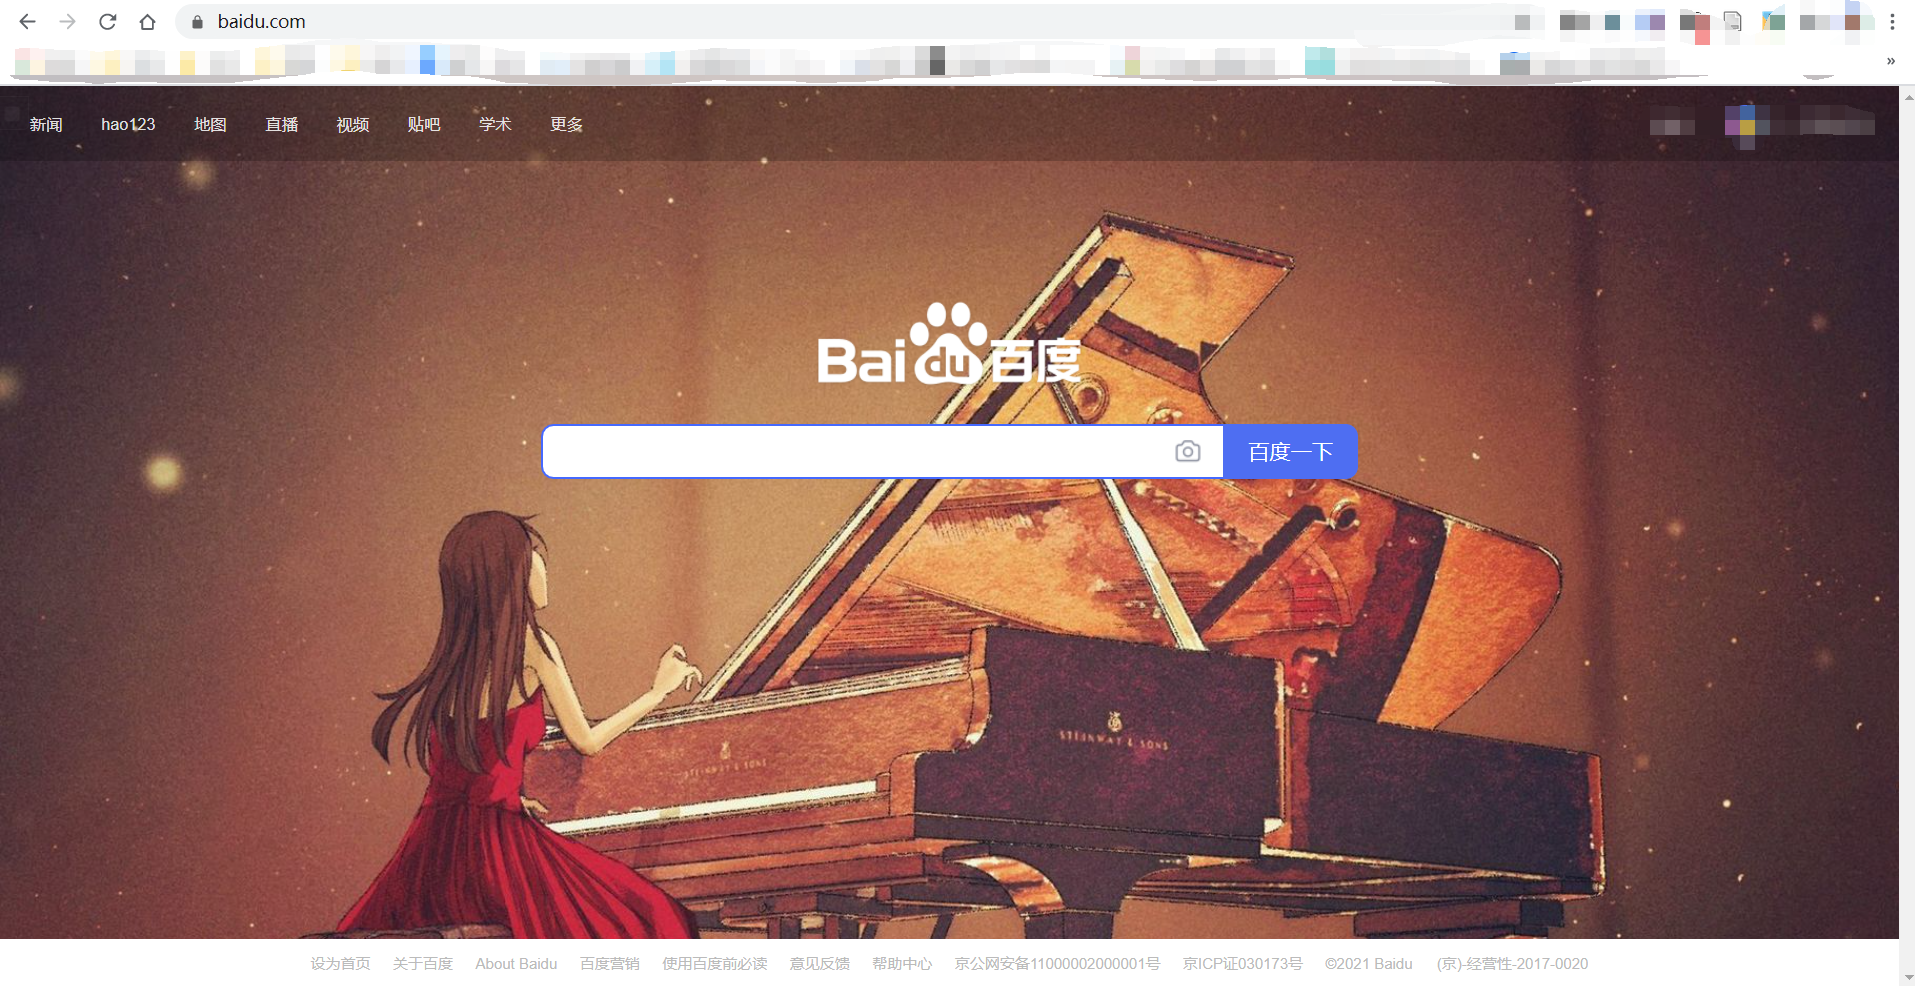 baidu.com
»
新闻 hao123 地图 直播 视频 贴吧 学术 更多
Bai du 百度
百度一下
STEINWAY & SONS
STEINWAY & SONS
设为首页 关于百度 About Baidu 百度营销 使用百度前必读 意见反馈 帮助中心 京公网安备11000002000001号 京ICP证030173号 ©2021 Baidu (京)-经营性-2017-0020